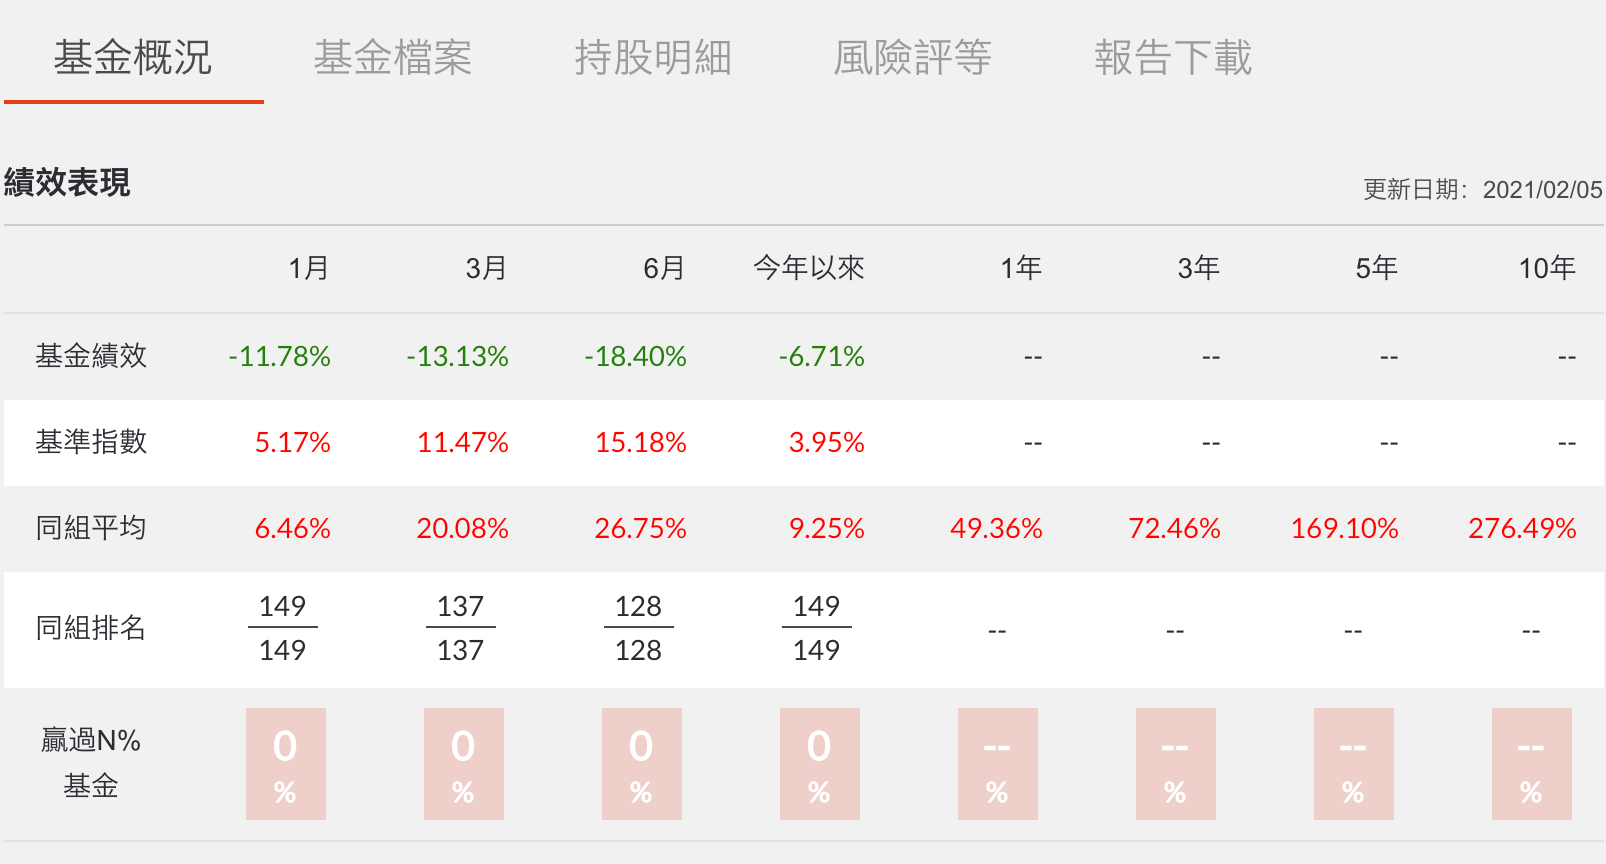 基金概況 基金檔案 持股明細 風險評等 報告下載
績效表現 更新日期：2021/02/05
1月 3月 6月 今年以來 1年 3年 5年 10年
基金績效 -11.78% -13.13% -18.40% -6.71% -- -- -- --
基準指數 5.17% 11.47% 15.18% 3.95% -- -- -- --
同組平均 6.46% 20.08% 26.75% 9.25% 49.36% 72.46% 169.10% 276.49%
149 137 128 149
同組排名 -- -- -- --
149 137 128 149
贏過N% 0 0 0 0 -- -- -- --
基金 % % % % % % % %